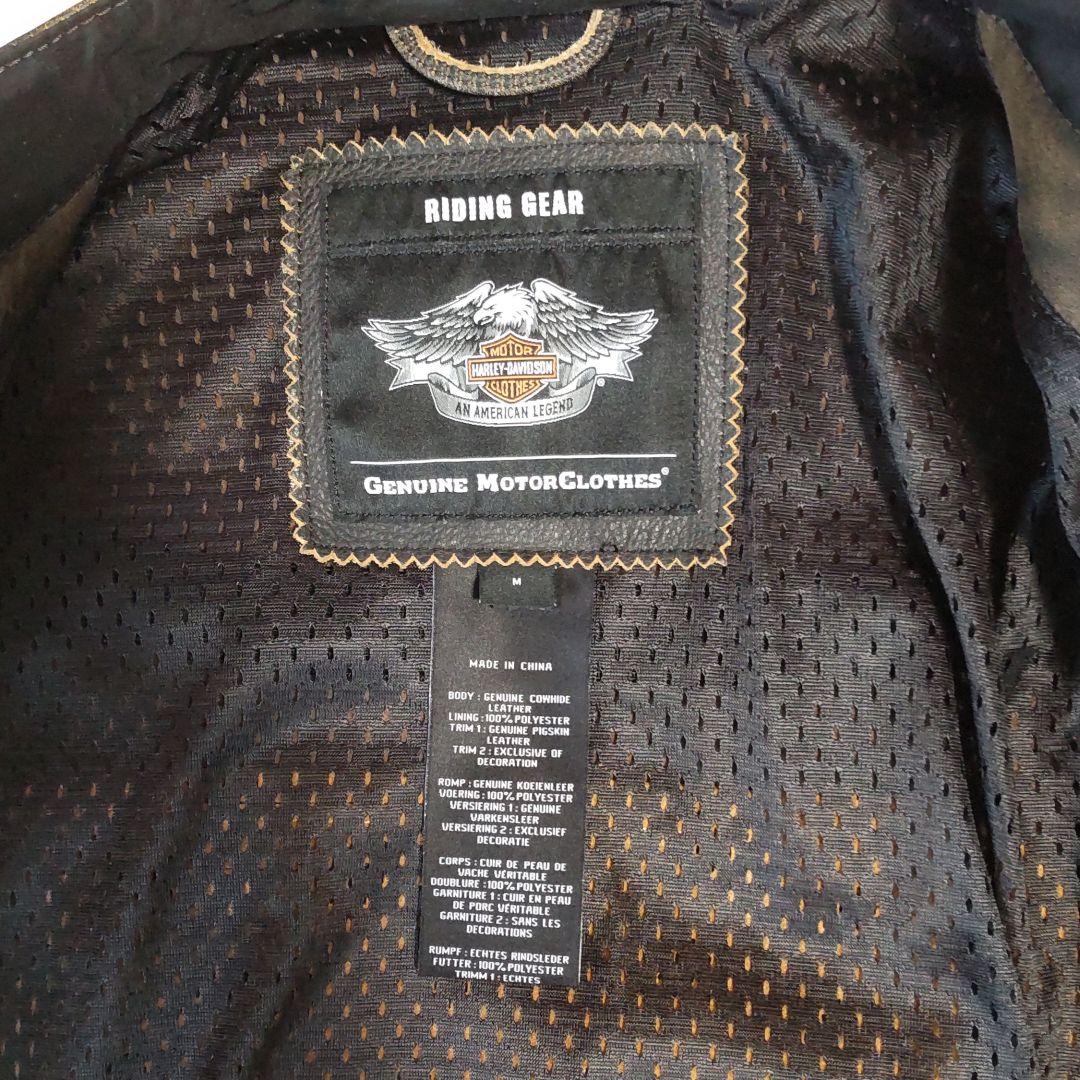 RIDING GEAR
MOTOR
HARLEY-DAVIDSON
CLOTHES
®
AN AMERICAN LEGEND
GENUINE MOTORCLOTHES®
M
MADE IN CHINA
BODY : GENUINE COWHIDE
LEATHER
LINING : 100% POLYESTER
TRIM 1 : GENUINE PIGSKIN
LEATHER
TRIM 2 : EXCLUSIVE OF
DECORATION
ROMP : GENUINE KOEIENLEER
VOERING : 100% POLYESTER
VERSIERING 1 : GENUINE
VARKENSLEER
VERSIERING 2 : EXCLUSIEF
DECORATIE
CORPS : CUIR DE PEAU DE
VACHE VÉRITABLE
DOUBLURE : 100% POLYESTER
GARNITURE 1 : CUIR EN PEAU
DE PORC VÉRITABLE
GARNITURE 2 : SANS LES
DECORATIONS
RUMPF : ECHTES RINDSLEDER
FUTTER : 100% POLYESTER
TRIMM 1 : ECHTES